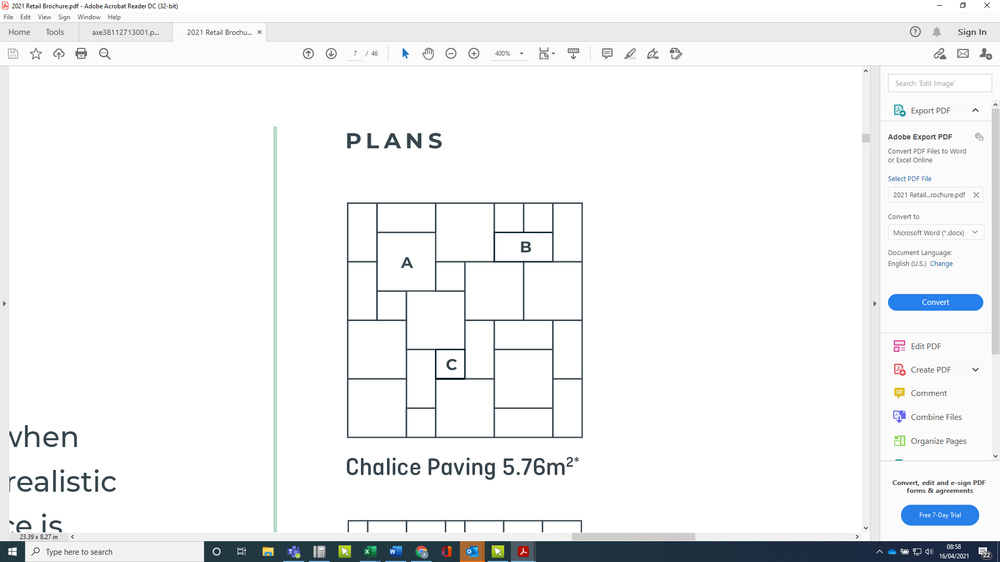 2021 Retail Brochure.pdf - Adobe Acrobat Reader DC (32-bit)
File Edit View Sign Window Help
Home Tools axe38112713001.p... 2021 Retail Brochu... Sign In
7 / 46 400%
PLANS
A
B
C
Chalice Paving 5.76m²*
when
realistic
ce is
23.39 x 8.27 in
Search 'Edit Image'
Export PDF
Adobe Export PDF
Convert PDF Files to Word
or Excel Online
Select PDF File
2021 Retail...rochure.pdf
Convert to
Microsoft Word (*.docx)
Document Language:
English (U.S.) Change
Convert
Edit PDF
Create PDF
Comment
Combine Files
Organize Pages
Convert, edit and e-sign PDF
forms & agreements
Free 7-Day Trial
Type here to search
08:58
16/04/2021
22